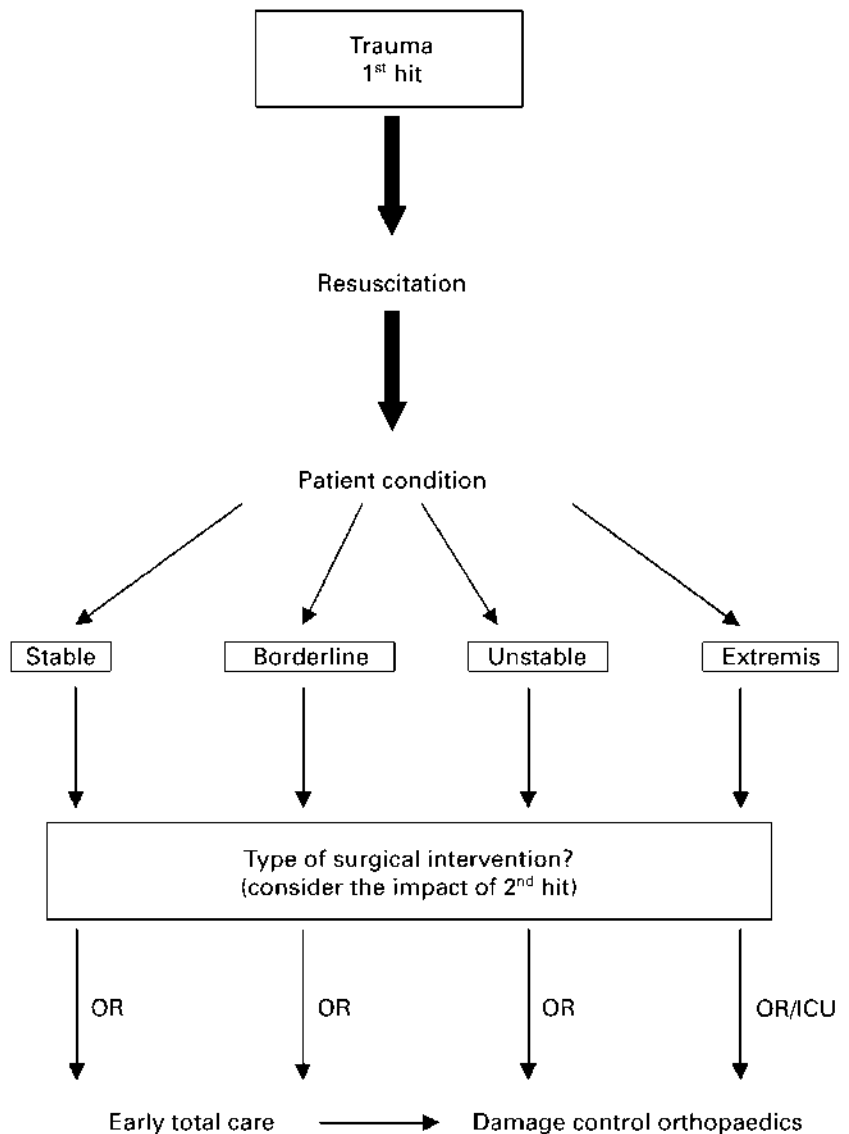 Trauma
1st hit
Resuscitation
Patient condition
Stable Borderline Unstable Extremis
Type of surgical intervention?
(consider the impact of 2nd hit)
OR OR OR OR/ICU
Early total care Damage control orthopaedics